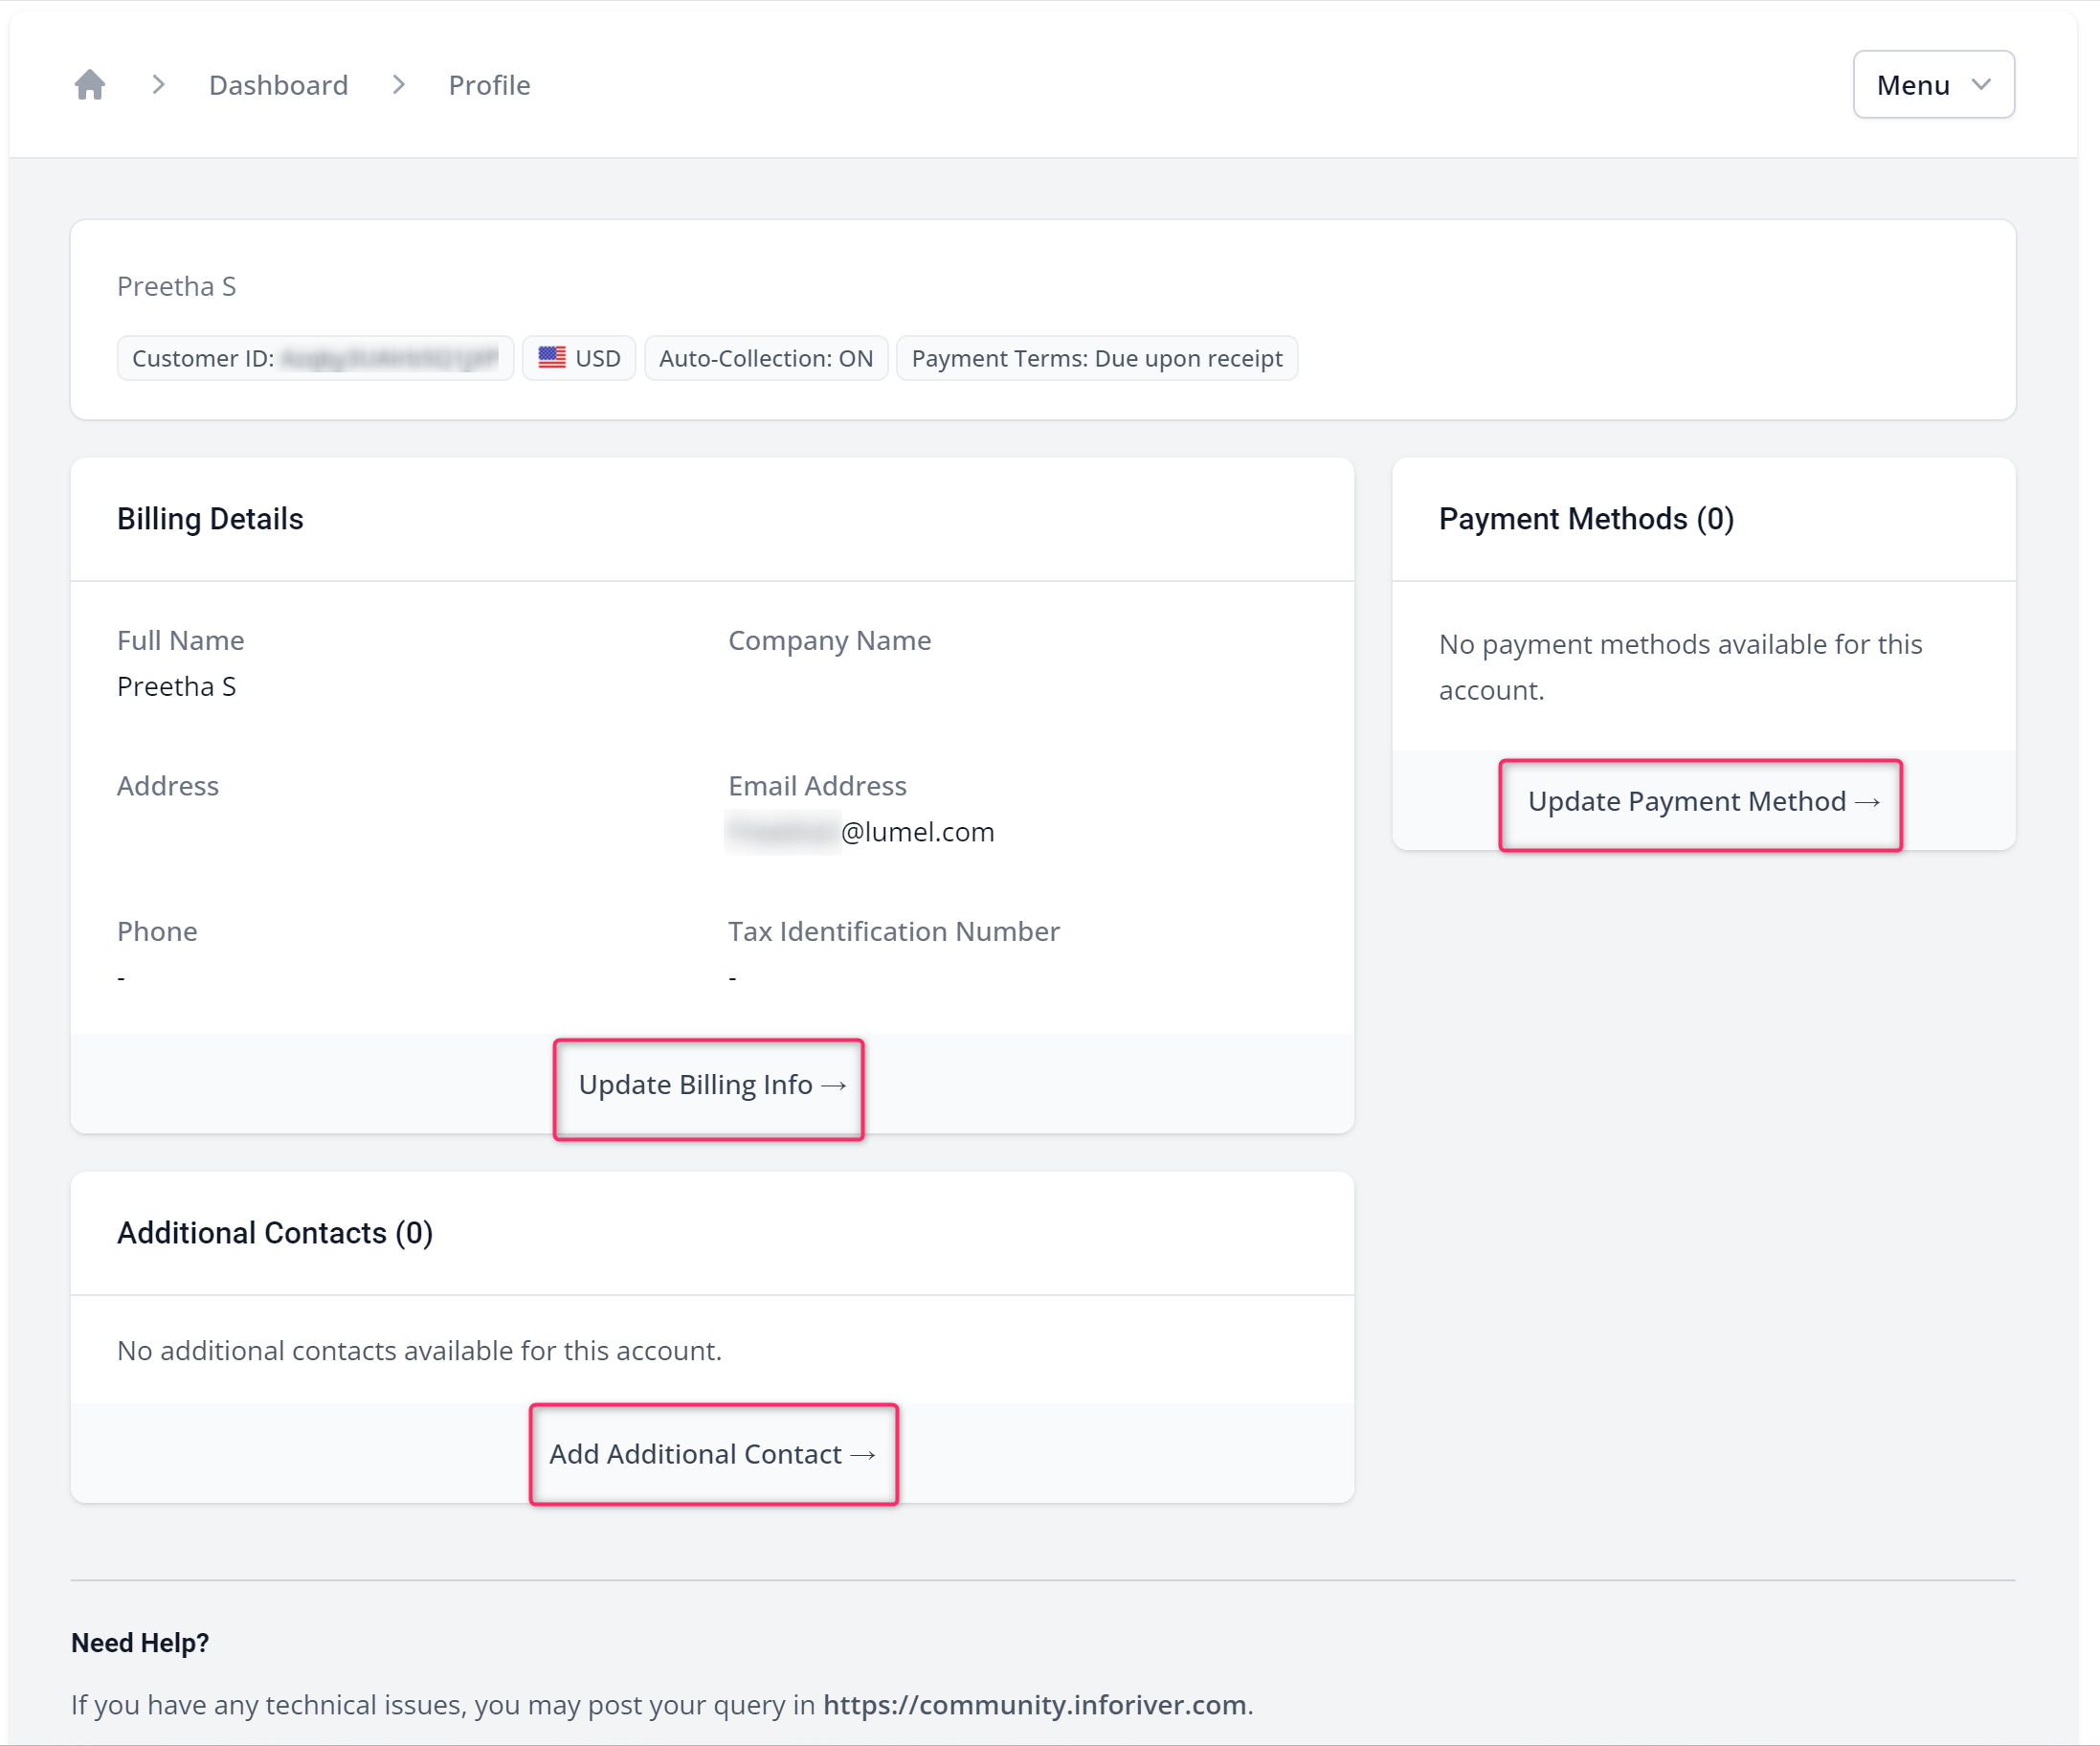 Dashboard Profile Menu
Preetha S
Customer ID: USD Auto-Collection: ON Payment Terms: Due upon receipt
Billing Details
Full Name
Preetha S
Company Name
Address
Email Address
@lumel.com
Phone
-
Tax Identification Number
-
Update Billing Info →
Payment Methods (0)
No payment methods available for this
account.
Update Payment Method →
Additional Contacts (0)
No additional contacts available for this account.
Add Additional Contact →
Need Help?
If you have any technical issues, you may post your query in https://community.inforiver.com.